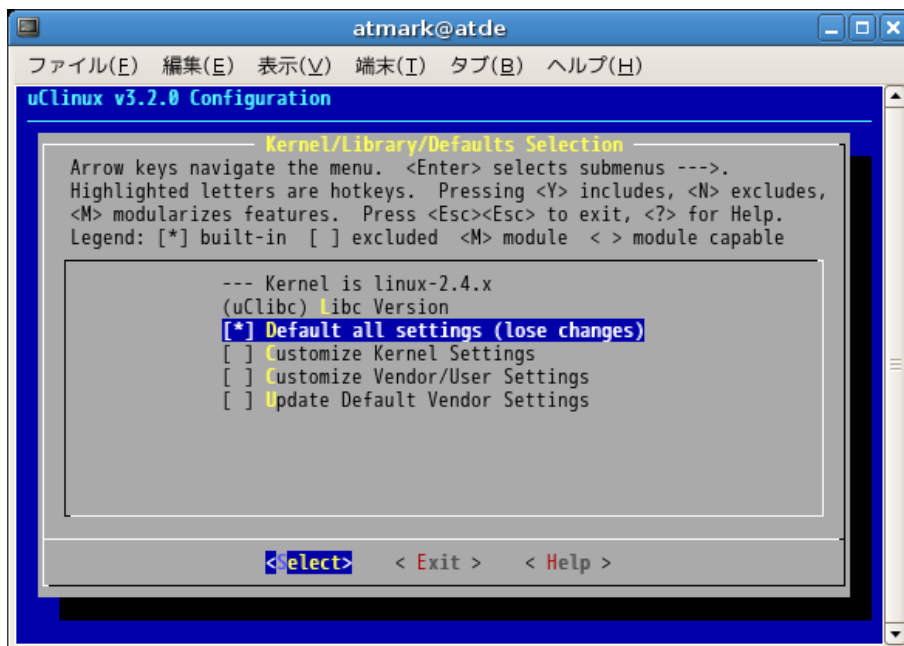 atmark@atde
ファイル(F) 編集(E) 表示(V) 端末(T) タブ(B) ヘルプ(H)
uClinux v3.2.0 Configuration
Kernel/Library/Defaults Selection
Arrow keys navigate the menu. <Enter> selects submenus --->.
Highlighted letters are hotkeys. Pressing <Y> includes, <N> excludes,
<M> modularizes features. Press <Esc><Esc> to exit, <?> for Help.
Legend: [*] built-in [ ] excluded <M> module < > module capable
--- Kernel is linux-2.4.x
(uClibc) Libc Version
[*] Default all settings (lose changes)
[ ] Customize Kernel Settings
[ ] Customize Vendor/User Settings
[ ] Update Default Vendor Settings
<Select> < Exit > < Help >